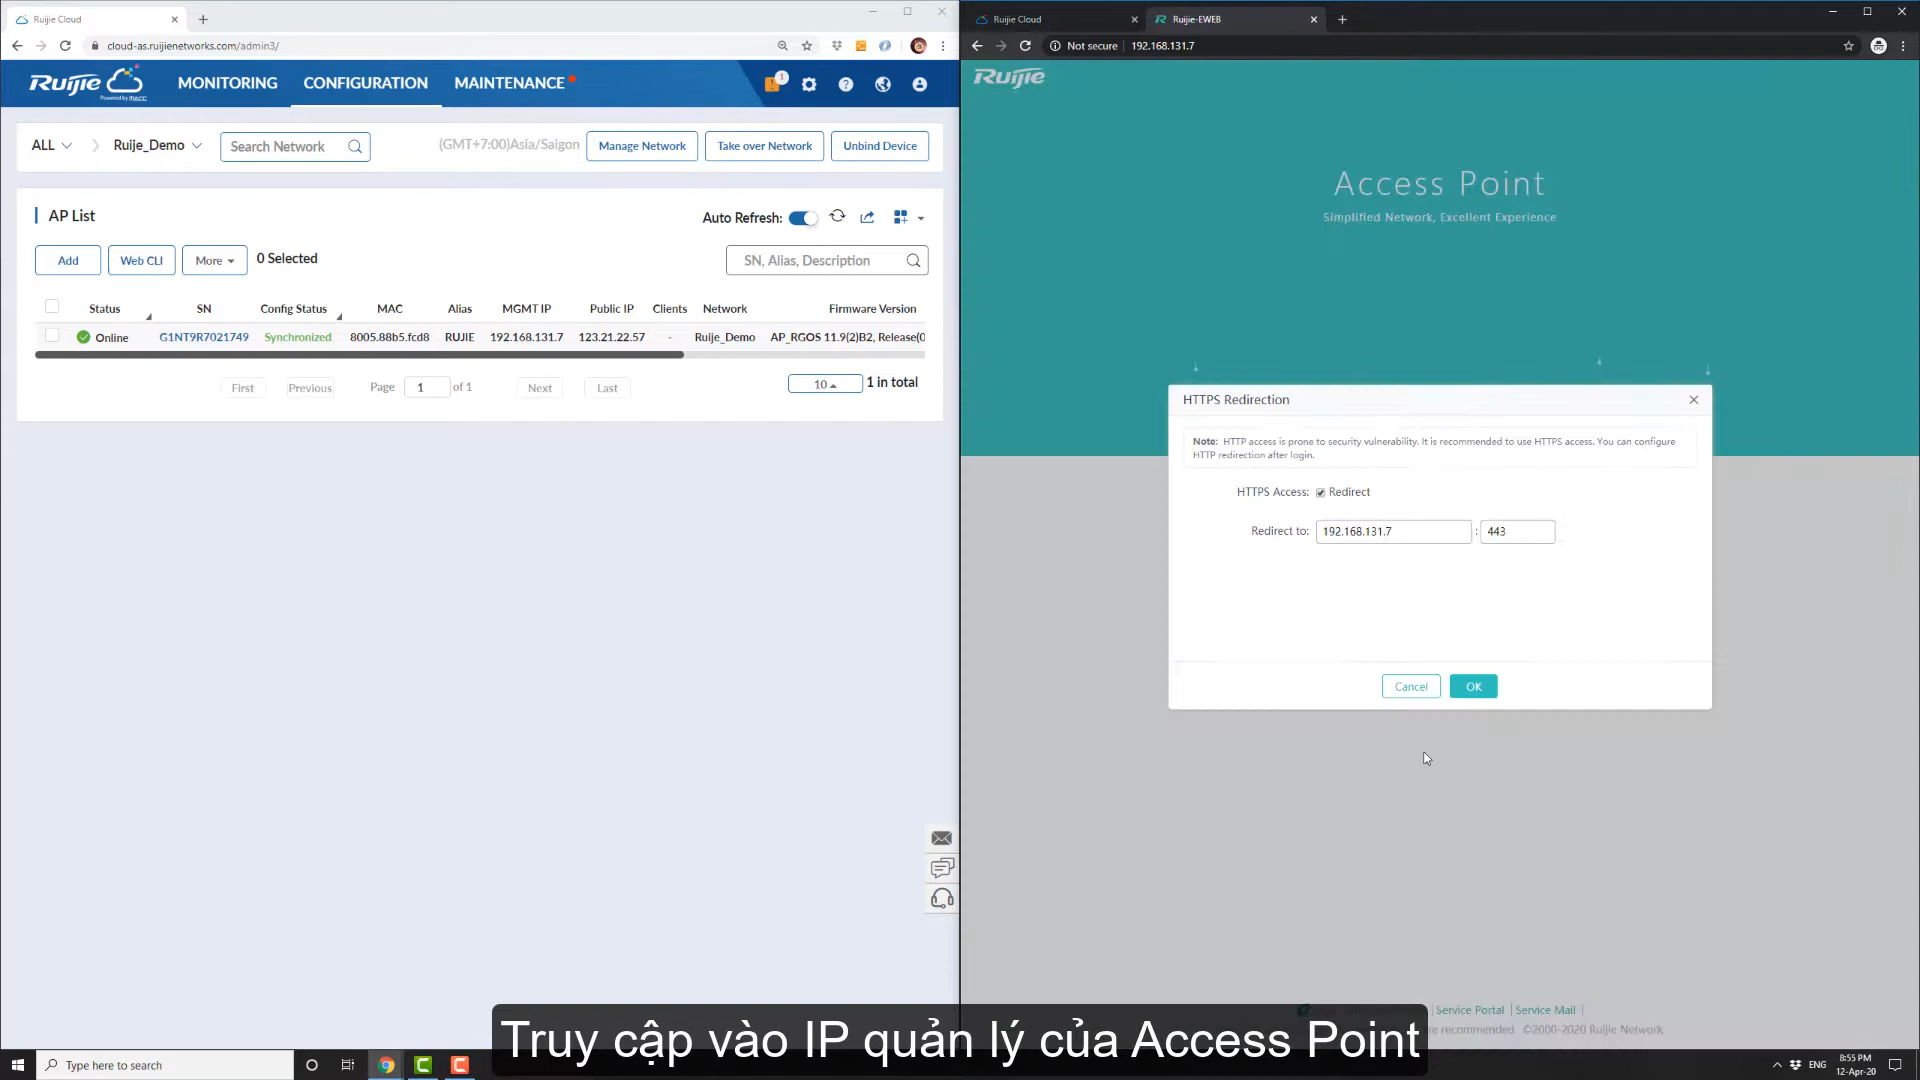 Ruijie Cloud
cloud-as.ruijienetworks.com/admin3/
Ruijie
Powered by MACC
MONITORING CONFIGURATION MAINTENANCE
1
ALL Ruije_Demo Search Network (GMT+7:00)Asia/Saigon Manage Network Take over Network Unbind Device
AP List
Auto Refresh:
Add Web CLI More 0 Selected SN, Alias, Description
Status SN Config Status MAC Alias MGMT IP Public IP Clients Network Firmware Version
Online G1NT9R7021749 Synchronized 8005.88b5.fcd8 RUJIE 192.168.131.7 123.21.22.57 - Ruije_Demo AP_RGOS 11.9(2)B2, Release(0
First Previous Page 1 of 1 Next Last 10 1 in total
Ruijie Cloud Ruijie-EWEB
Not secure 192.168.131.7
Ruijie
Access Point
Simplified Network, Excellent Experience
HTTPS Redirection
Note: HTTP access is prone to security vulnerability. It is recommended to use HTTPS access. You can configure
HTTP redirection after login.
HTTPS Access: Redirect
Redirect to: 192.168.131.7 : 443
Cancel OK
Service Portal Service Mail
re recommended ©2000-2020 Ruijie Network
Truy cập vào IP quản lý của Access Point
Type here to search
ENG
8:55 PM
12-Apr-20